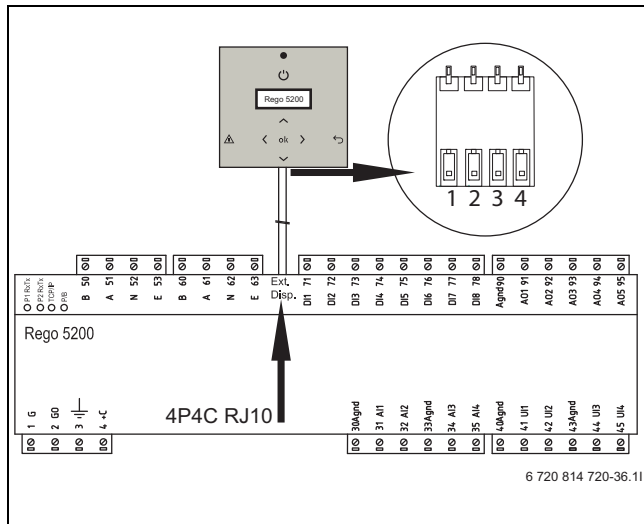 Rego 5200
ok
1 2 3 4
P1 RxTx
P2 RxTx
TCP/IP
P/B
B 50
A 51
N 52
E 53
B 60
A 61
N 62
E 63
Ext.
Disp.
DI1 71
DI2 72
DI3 73
DI4 74
DI5 75
DI6 76
DI7 77
DI8 78
Agnd90
AO1 91
AO2 92
AO3 93
AO4 94
AO5 95
Rego 5200
4P4C RJ10
1 G
2 G0
3
4 +C
30Agnd
31 AI1
32 AI2
33Agnd
34 AI3
35 AI4
40Agnd
41 UI1
42 UI2
43Agnd
44 UI3
45 UI4
6 720 814 720-36.1I